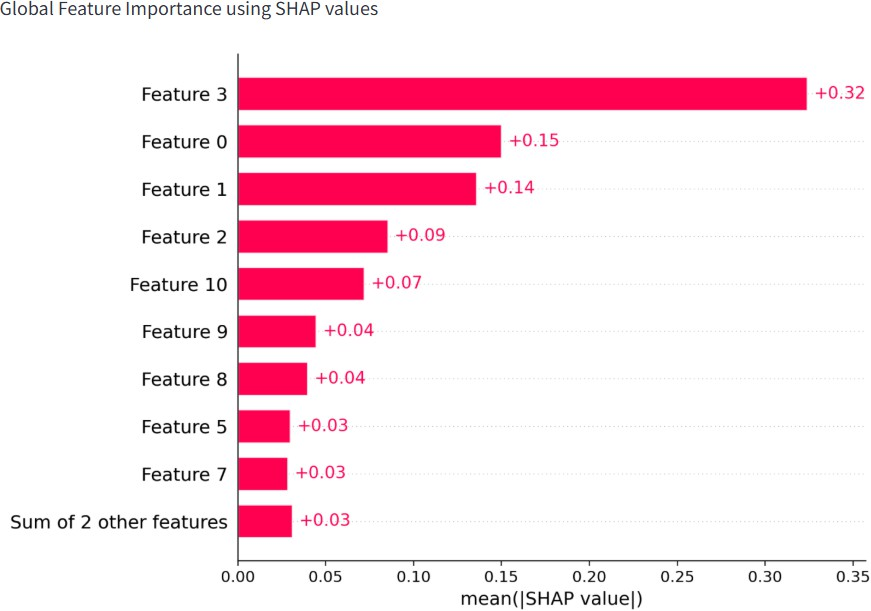 Global Feature Importance using SHAP values
Feature 3
+0.32
Feature 0
+0.15
Feature 1
+0.14
Feature 2
+0.09
Feature 10
+0.07
Feature 9
+0.04
Feature 8
+0.04
Feature 5
+0.03
Feature 7
+0.03
Sum of 2 other features
+0.03
0.00 0.05 0.10 0.15 0.20 0.25 0.30 0.35
mean(|SHAP value|)